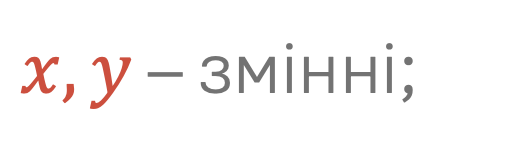 x, y – змінні;